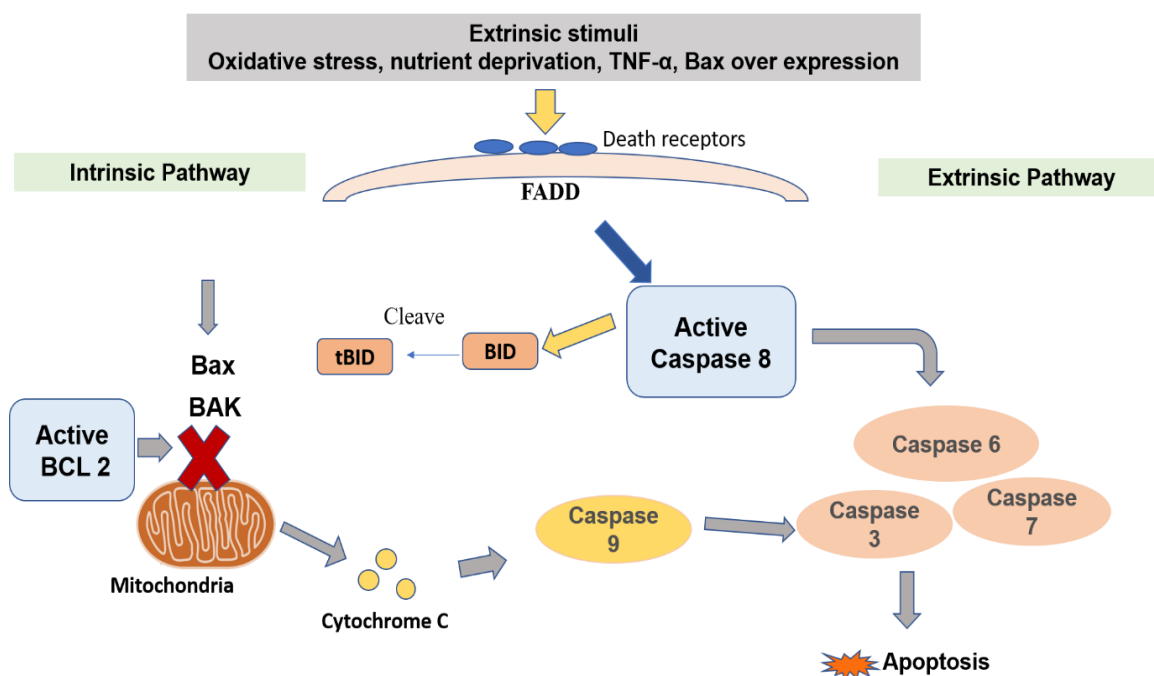 Extrinsic stimuli
Oxidative stress, nutrient deprivation, TNF-α, Bax over expression
Death receptors
Intrinsic Pathway
Extrinsic Pathway
FADD
Cleave
tBID
BID
Active
Caspase 8
Bax
BAK
Active
BCL 2
Caspase 6
Caspase
7
Caspase
3
Caspase
9
Mitochondria
Cytochrome C
Apoptosis